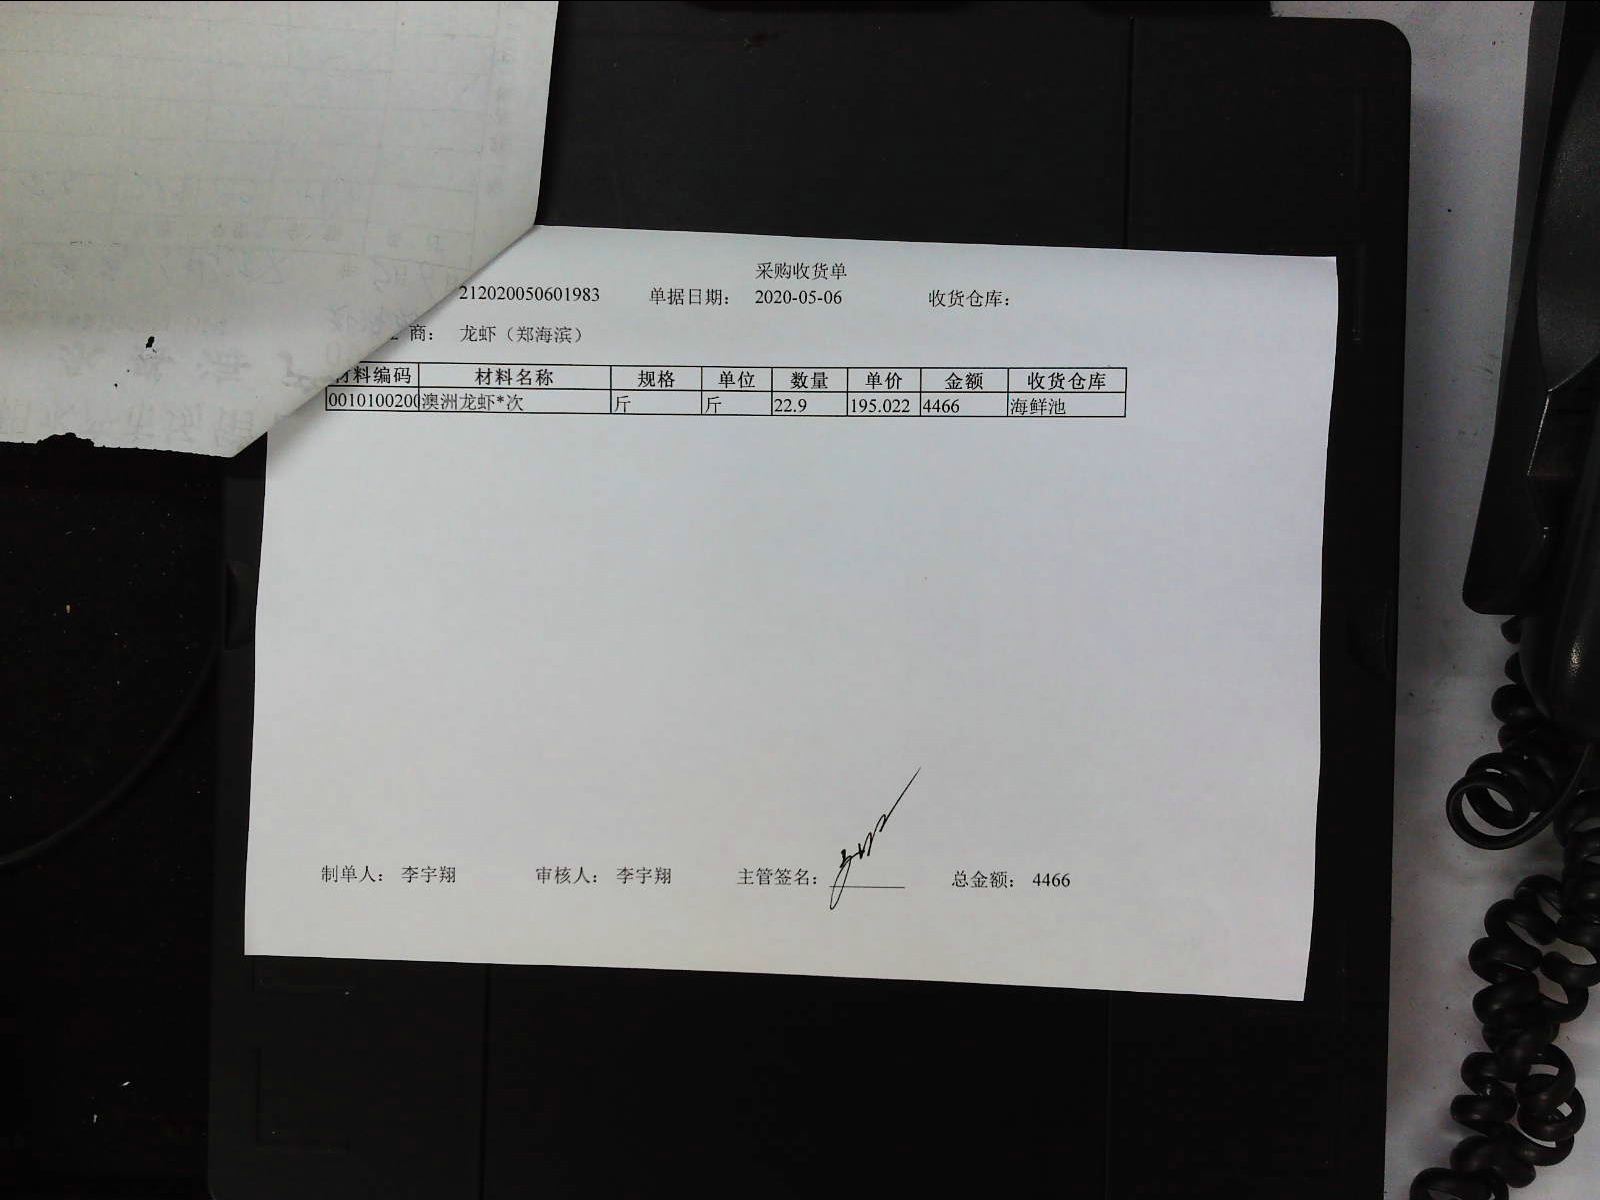 采购收货单
212020050601983 单据日期： 2020-05-06 收货仓库：
商： 龙虾（郑海滨）
材料编码 材料名称 规格 单位 数量 单价 金额 收货仓库
0010100200 澳洲龙虾*次 斤 斤 22.9 195.022 4466 海鲜池
制单人： 李宇翔 审核人： 李宇翔 主管签名： 总金额： 4466